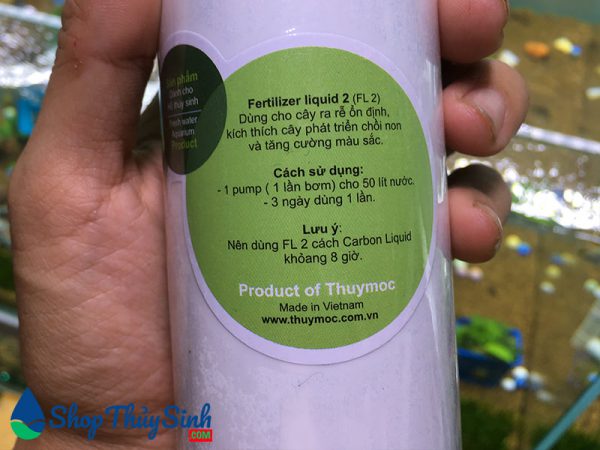 Sản phẩm
Dành cho
Hồ thủy sinh
Fresh water
Aquarium
Product
Fertilizer liquid 2 (FL 2)
Dùng cho cây ra rễ ổn định,
kích thích cây phát triển chồi non
và tăng cường màu sắc.
Cách sử dụng:
- 1 pump ( 1 lần bơm) cho 50 lít nước.
- 3 ngày dùng 1 lần.
Lưu ý:
Nên dùng FL 2 cách Carbon Liquid
khỏang 8 giờ.
Product of Thuymoc
Made in Vietnam
www.thuymoc.com.vn
ShopThủySinh
.COM